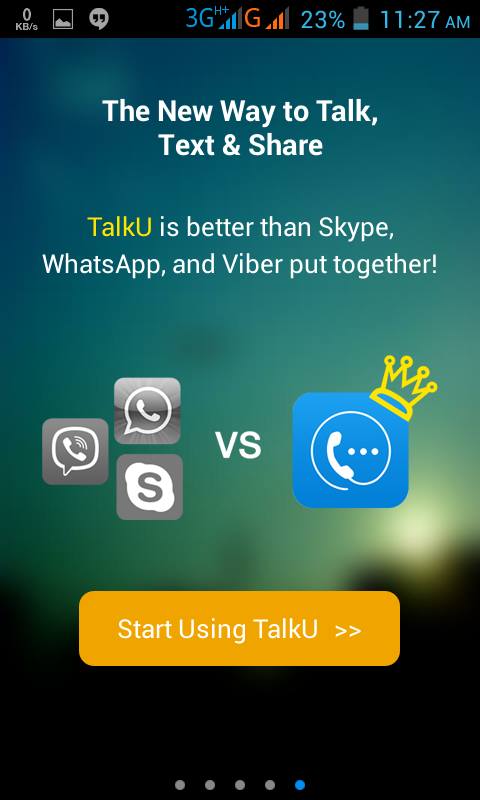 0
KB/s
3G H+ G 23% 11:27 AM
The New Way to Talk,
Text & Share
TalkU is better than Skype,
WhatsApp, and Viber put together!
S
VS
Start Using TalkU >>